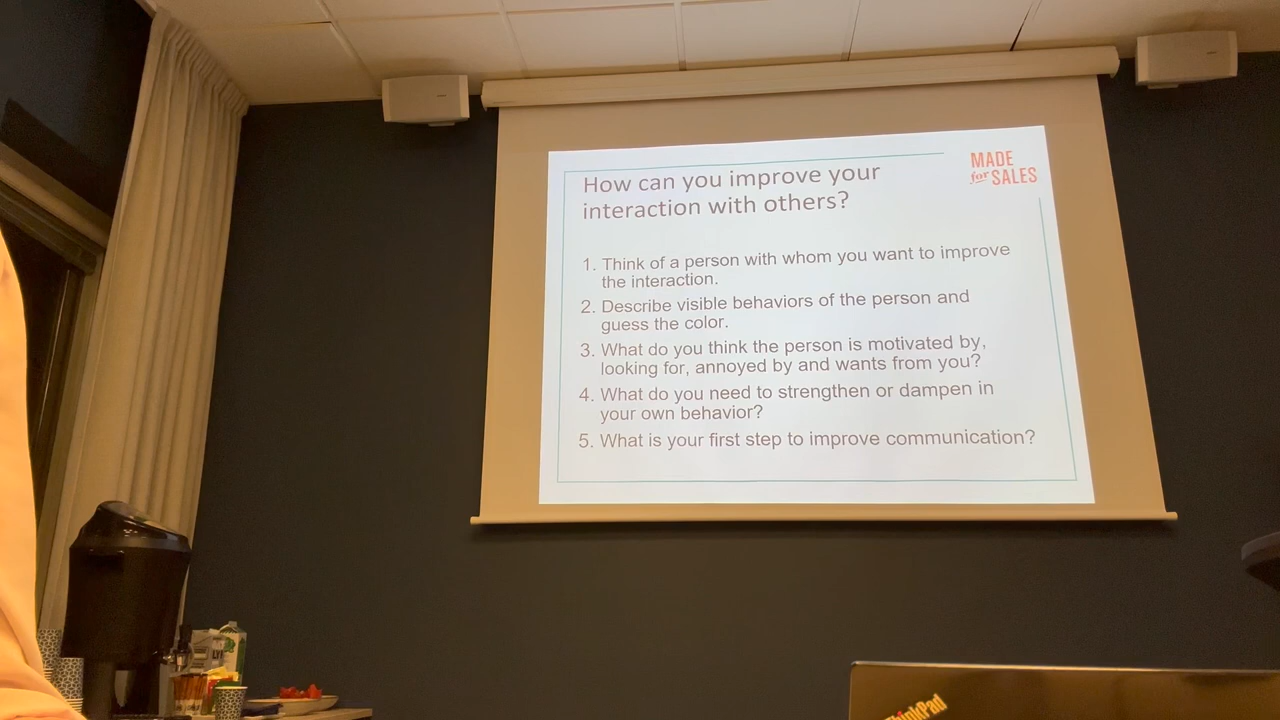 How can you improve your
interaction with others?
MADE
for SALES
1. Think of a person with whom you want to improve
the interaction.
2. Describe visible behaviors of the person and
guess the color.
3. What do you think the person is motivated by,
looking for, annoyed by and wants from you?
4. What do you need to strengthen or dampen in
your own behavior?
5. What is your first step to improve communication?
ThinkPad